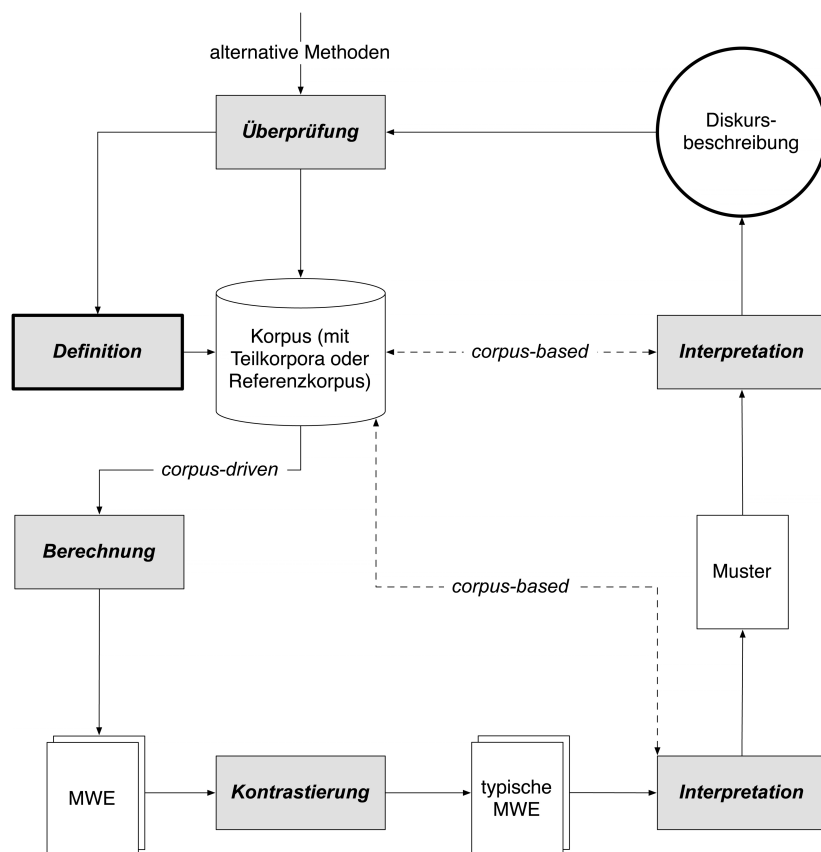 alternative Methoden
Überprüfung
Diskurs-
beschreibung
Definition
Korpus (mit
Teilkorpora oder
Referenzkorpus)
corpus-based
Interpretation
corpus-driven
Berechnung
corpus-based
Muster
MWE
Kontrastierung
typische
MWE
Interpretation